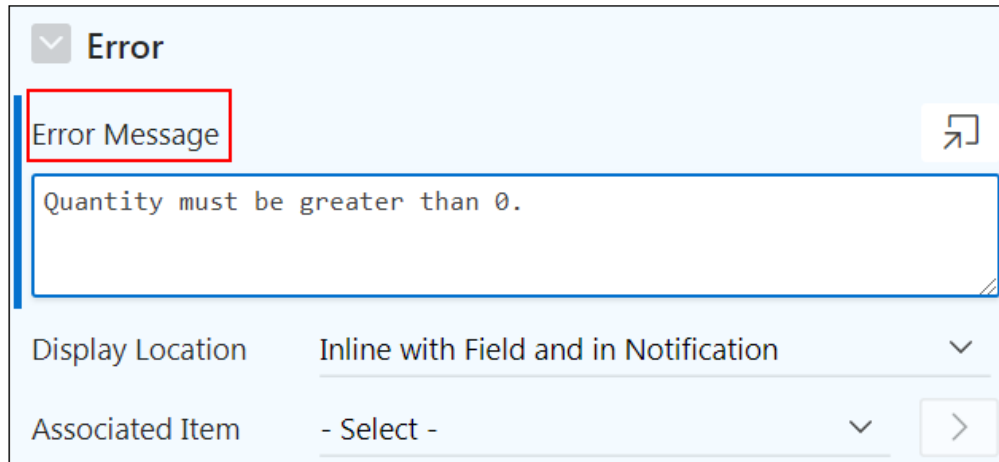 Error
Error Message
Quantity must be greater than 0.
Display Location Inline with Field and in Notification
Associated Item - Select -